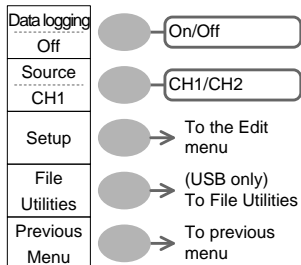 Data logging
Off
On/Off
Source
CH1
CH1/CH2
Setup
To the Edit
menu
File
Utilities
(USB only)
To File Utilities
Previous
Menu
To previous
menu